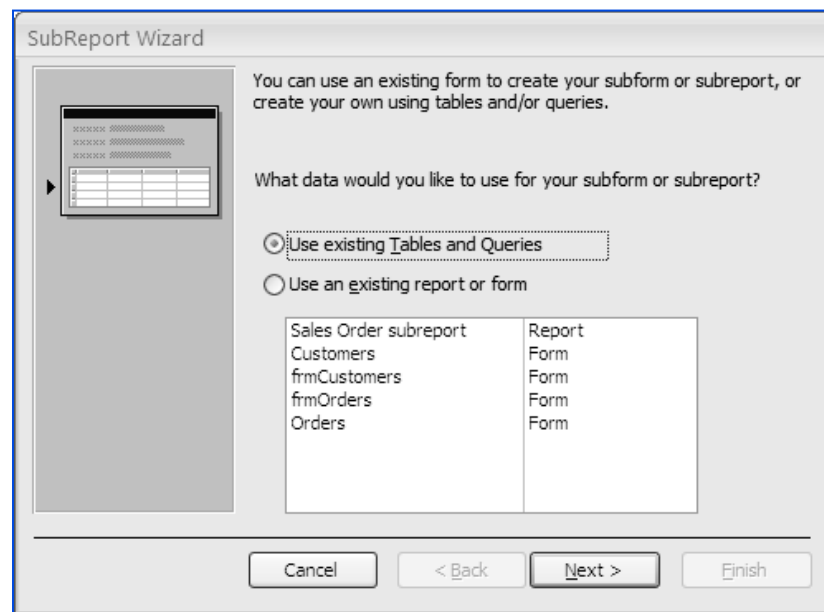 SubReport Wizard
You can use an existing form to create your subform or subreport, or
create your own using tables and/or queries.
xxxxx
xxxxx
xxxxx
What data would you like to use for your subform or subreport?
Use existing Tables and Queries
Use an existing report or form
Sales Order subreport Report
Customers Form
frmCustomers Form
frmOrders Form
Orders Form
Cancel < Back Next > Finish